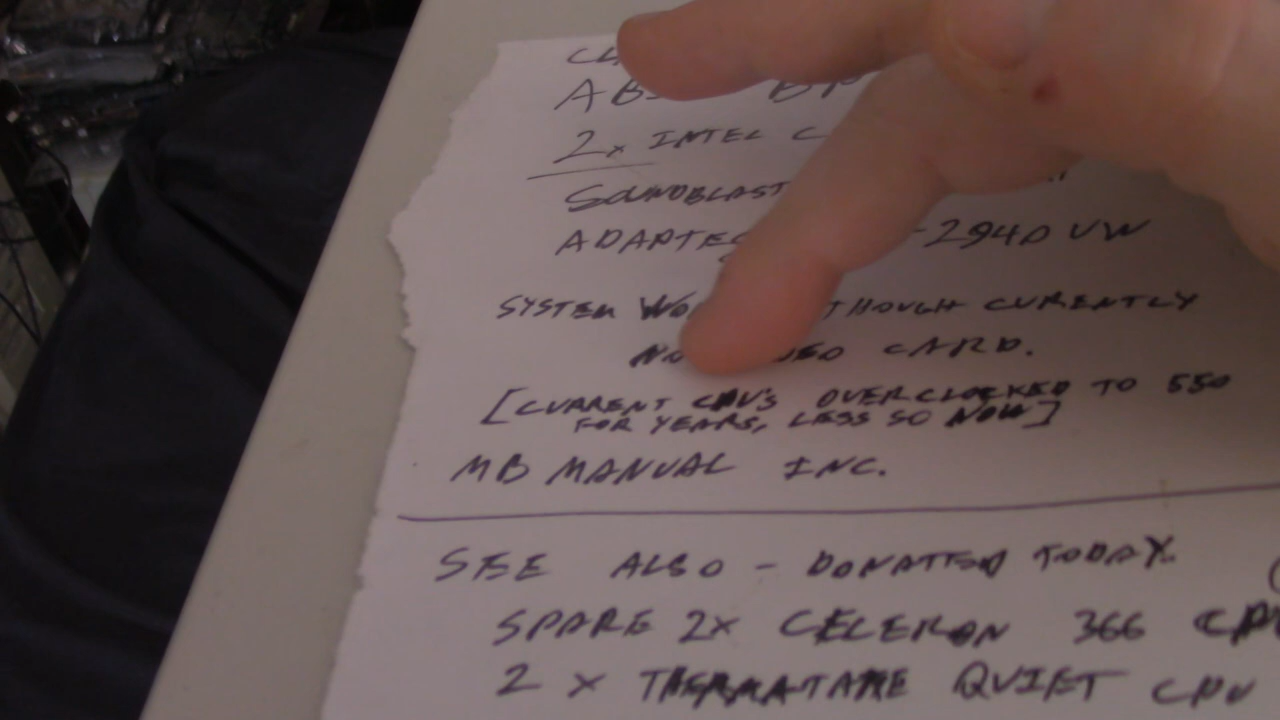 2x INTEL
SOUNDBLAST
ADAPTEC -2940 UW
SYSTEM THOUGH CURENTLY
CARD.
[CURRENT CPU'S OVERCLOCKED TO 550
FOR YEARS, LESS SO NOW]
MB MANUAL INC.
SEE ALSO - DONATED TODAY.
SPARE 2x CELERON 366
2 x THERMATAKE QUIET CPU